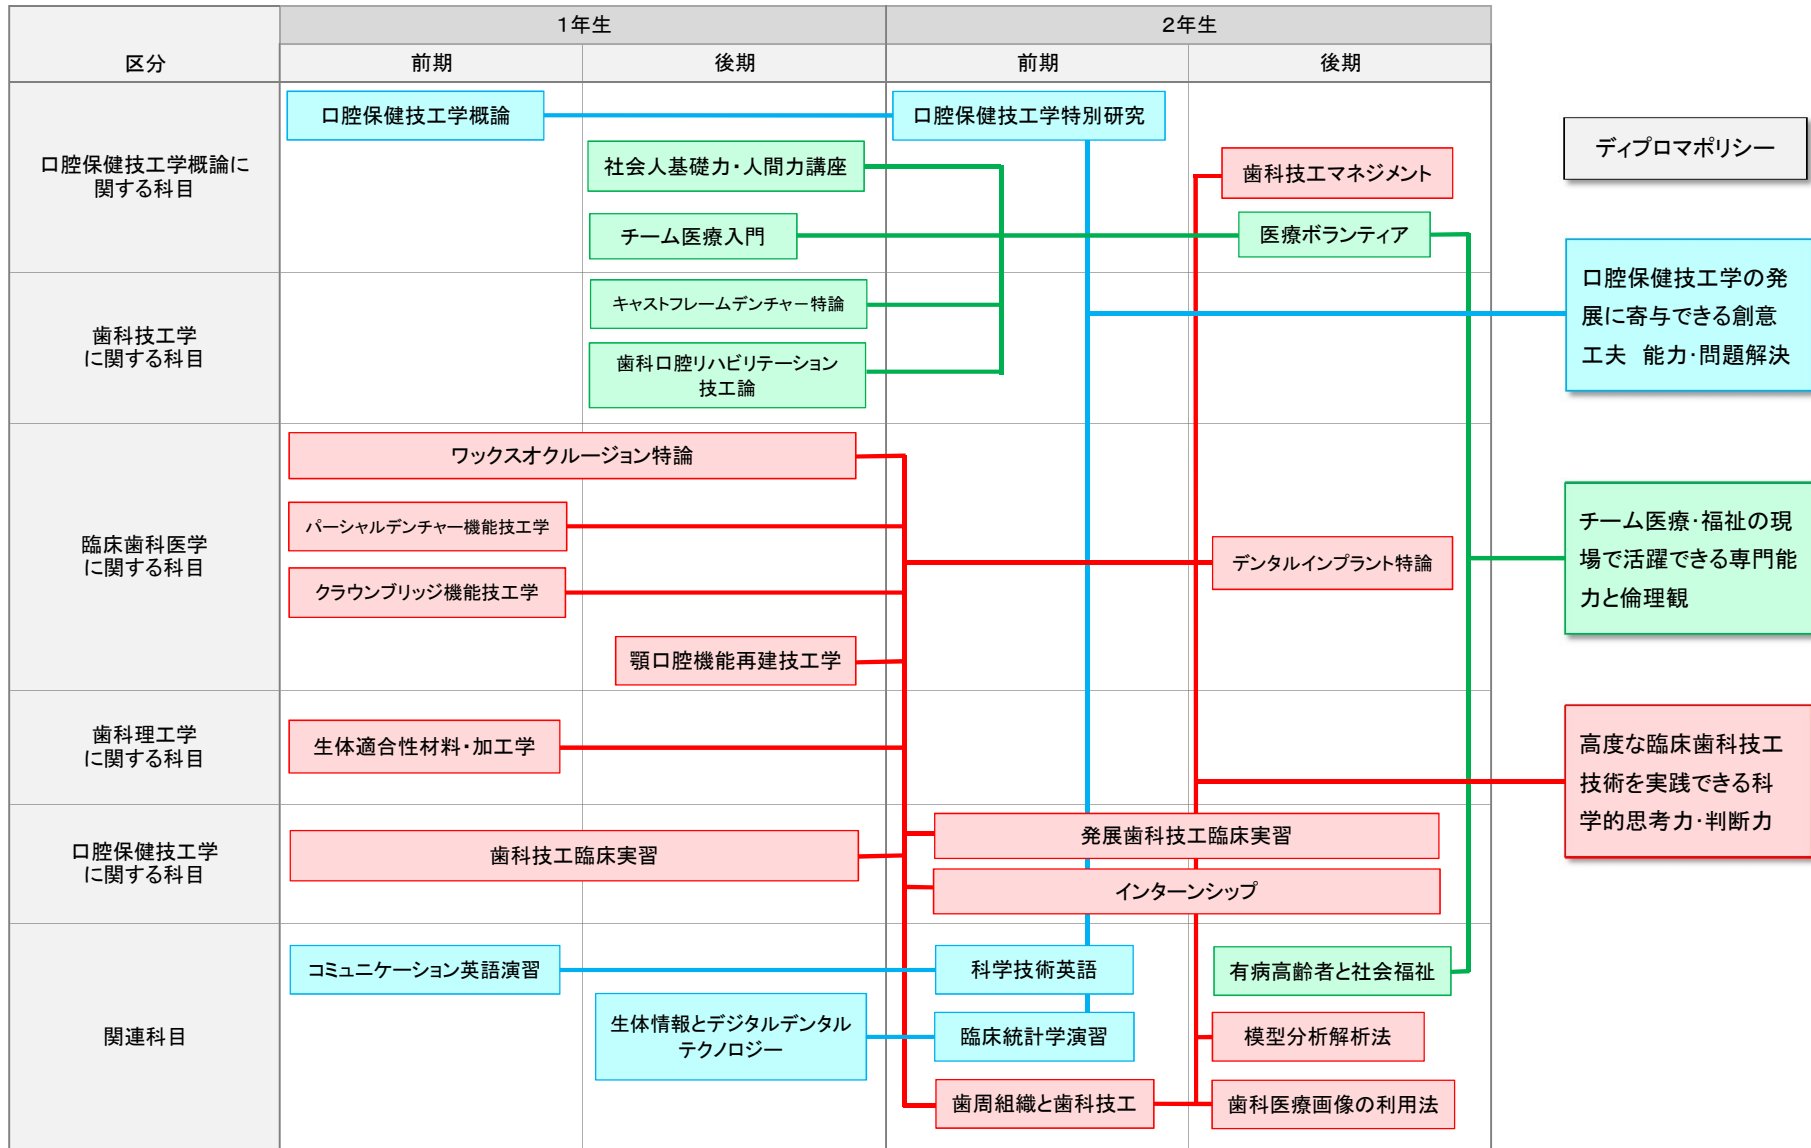 1年生
2年生
区分
前期
後期
前期
後期
口腔保健技工学概論に
関する科目
口腔保健技工学概論
口腔保健技工学特別研究
社会人基礎力・人間力講座
歯科技工マネジメント
チーム医療入門
医療ボランティア
歯科技工学
に関する科目
キャストフレームデンチャー特論
歯科口腔リハビリテーション
技工論
臨床歯科医学
に関する科目
ワックスオクルージョン特論
パーシャルデンチャー機能技工学
クラウンブリッジ機能技工学
デンタルインプラント特論
顎口腔機能再建技工学
歯科理工学
に関する科目
生体適合性材料・加工学
口腔保健技工学
に関する科目
歯科技工臨床実習
発展歯科技工臨床実習
インターンシップ
関連科目
コミュニケーション英語演習
科学技術英語
有病高齢者と社会福祉
生体情報とデジタルデンタル
テクノロジー
臨床統計学演習
模型分析解析法
歯周組織と歯科技工
歯科医療画像の利用法
ディプロマポリシー
口腔保健技工学の発
展に寄与できる創意
工夫 能力・問題解決
チーム医療・福祉の現
場で活躍できる専門能
力と倫理観
高度な臨床歯科技工
技術を実践できる科
学的思考力・判断力